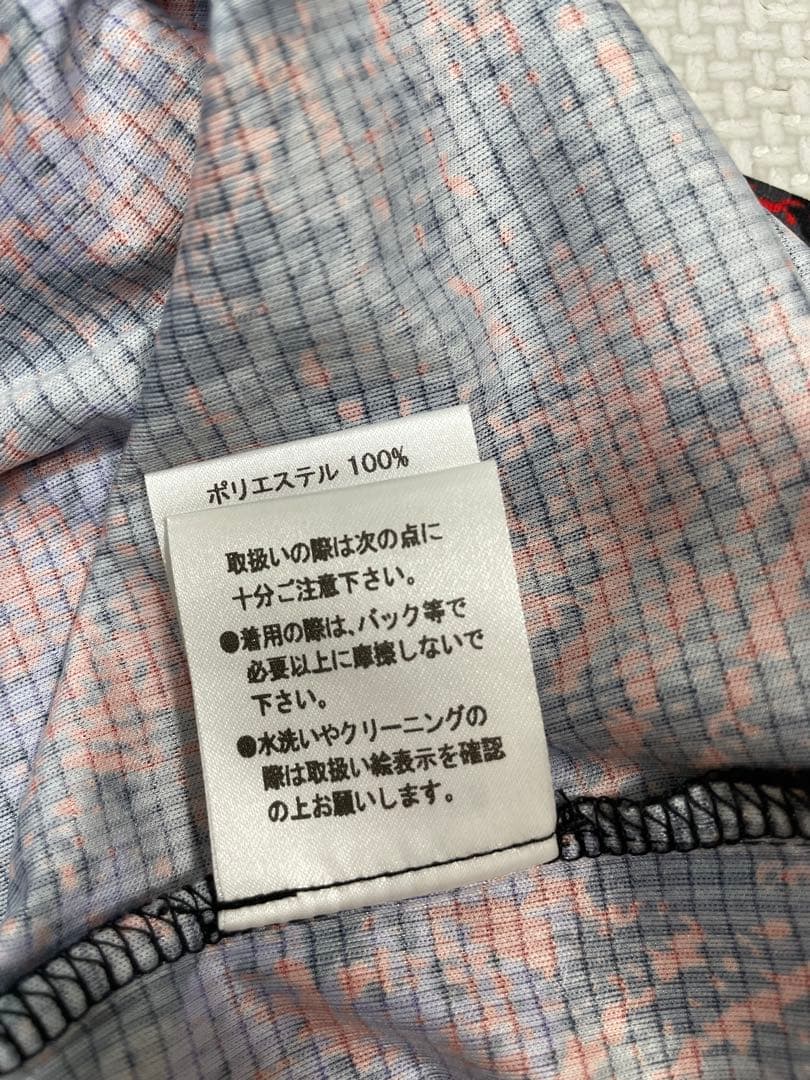 ポリエステル 100%
取扱いの際は次の点に
十分ご注意下さい。
●着用の際は、バック等で
必要以上に摩擦しないで
下さい。
●水洗いやクリーニングの
際は取扱い絵表示を確認
の上お願いします。